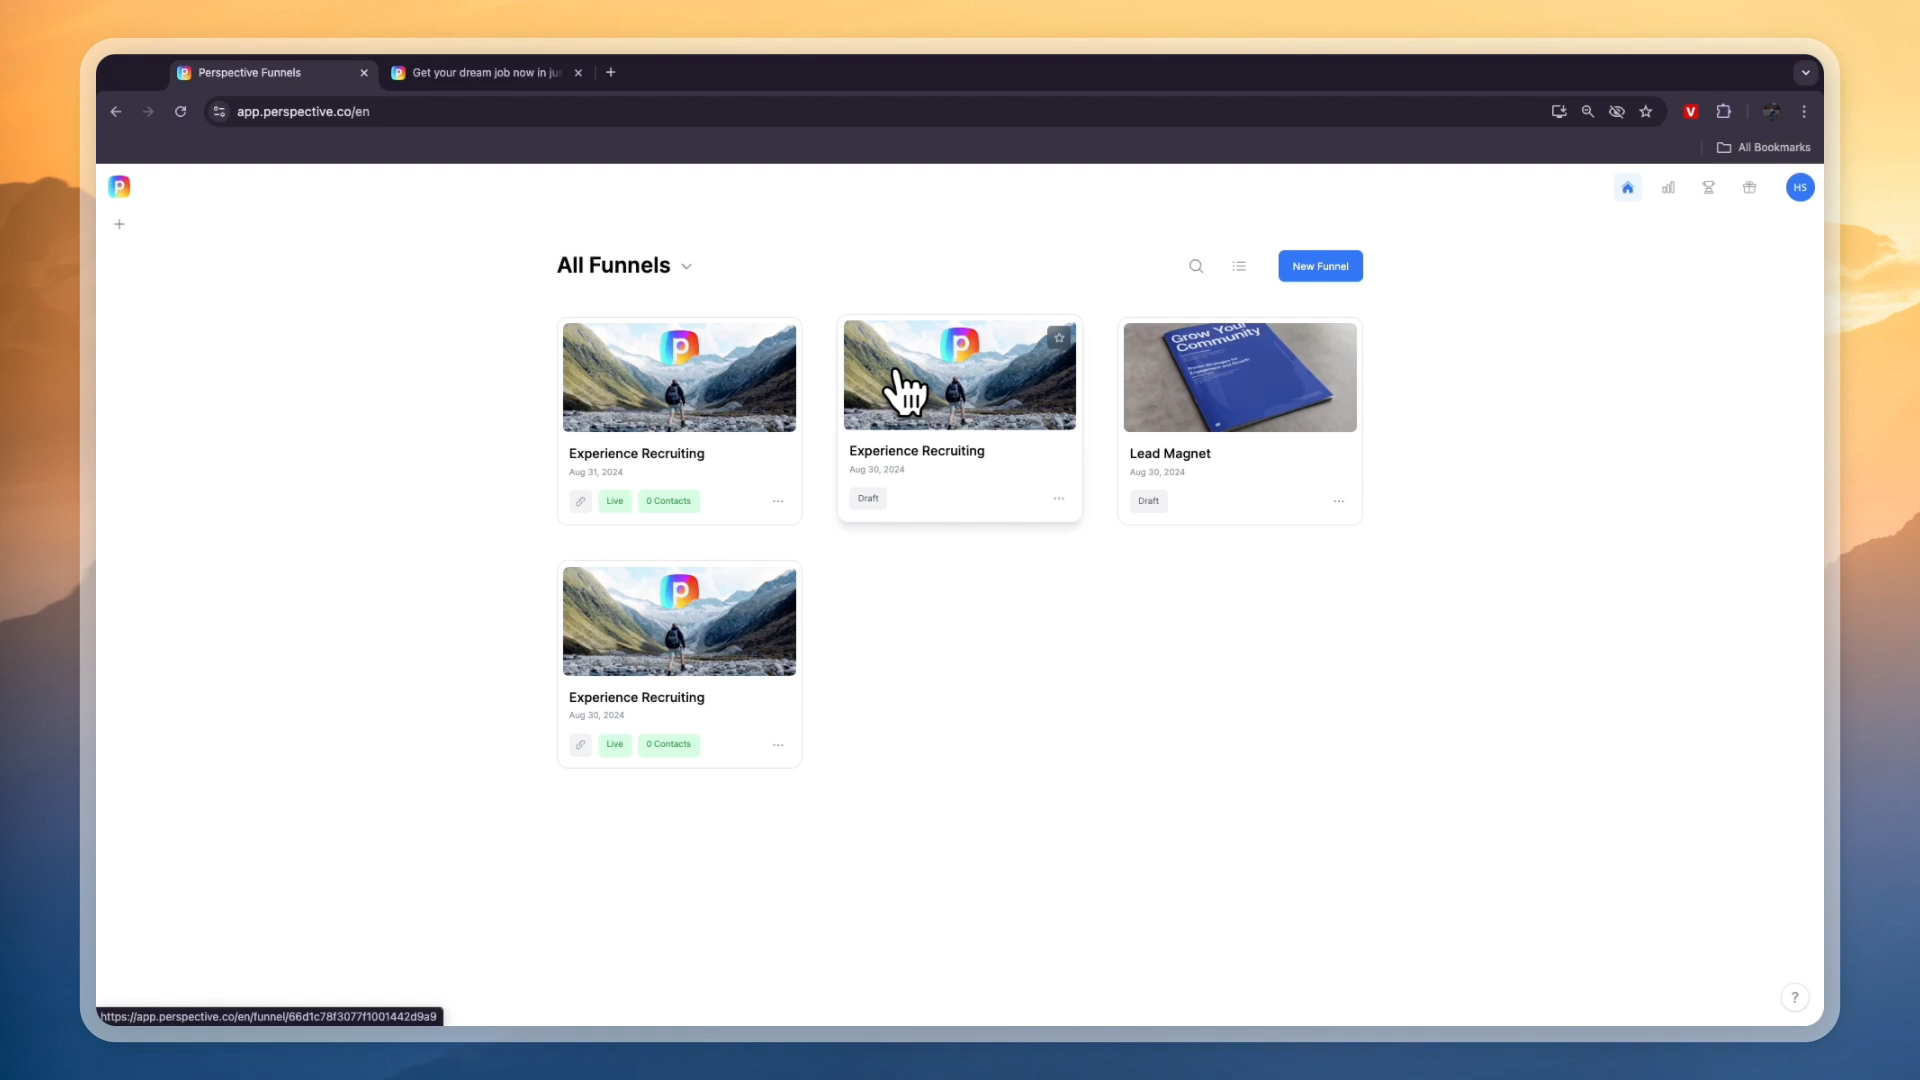 Perspective Funnels
Get your dream job now in ju
app.perspective.co/en
V
All Bookmarks
p
HS
All Funnels
New Funnel
p
Experience Recruiting
Aug 31, 2024
Live
0 Contacts
p
Experience Recruiting
Aug 30, 2024
Draft
Grow Your
Community
Lead Magnet
Aug 30, 2024
Draft
p
Experience Recruiting
Aug 30, 2024
Live
0 Contacts
?
https://app.perspective.co/en/funnel/66d1c78f3077f1001442d9a9